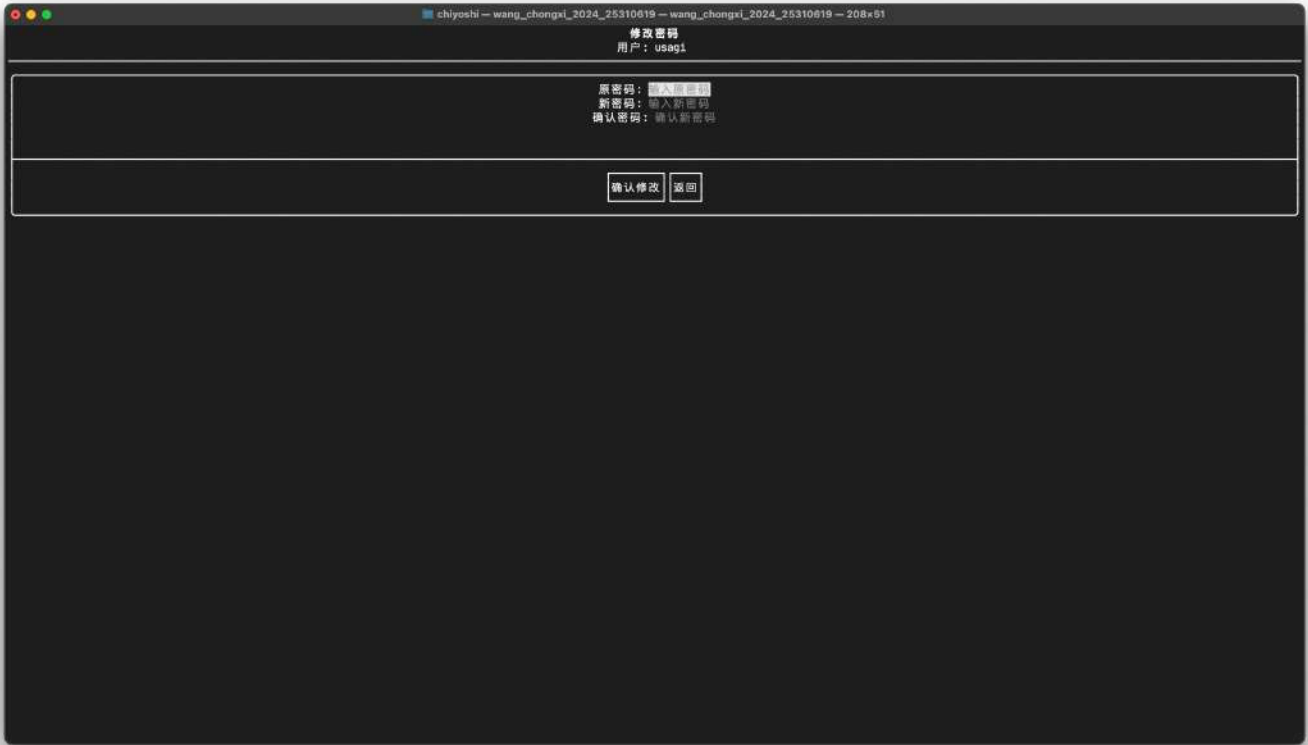 chiyoshi — wang_chongxi_2024_25310619 — wang_chongxi_2024_25310619 — 208×51
修改密码
用户: usagi
原密码: 输入原密码
新密码: 输入新密码
确认密码: 确认新密码
确认修改 返回